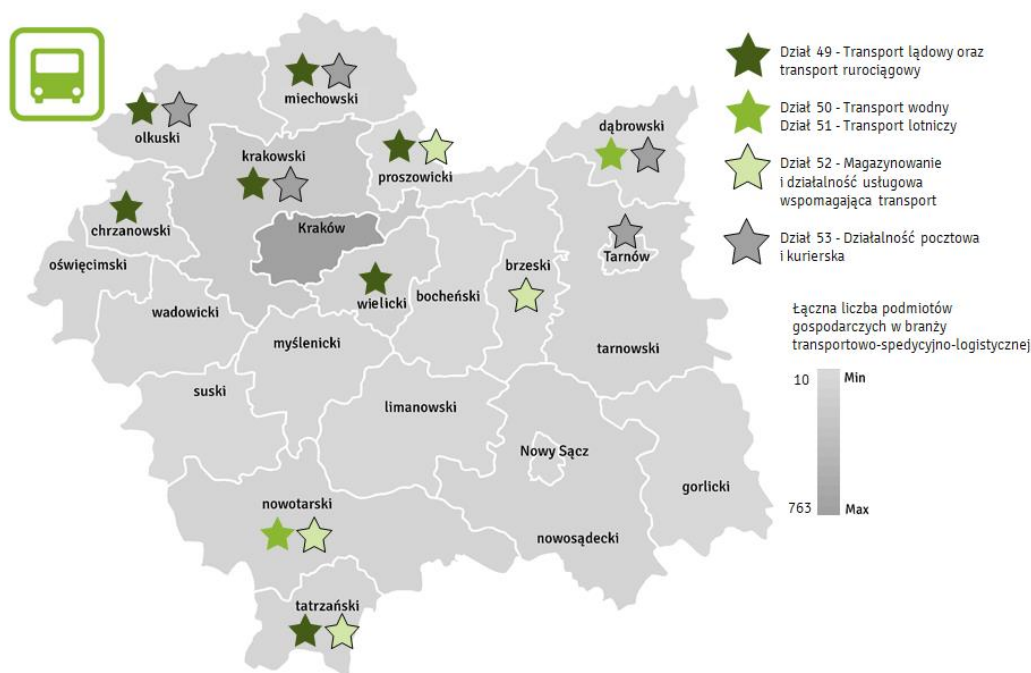 miechowski
olkuski
krakowski
proszowicki
dąbrowski
chrzanowski
Kraków
Tarnów
oświęcimski
wielicki
bocheński
brzeski
wadowicki
myślenicki
tarnowski
suski
limanowski
Nowy Sącz
gorlicki
nowotarski
nowosądecki
tatrzański
Dział 49 - Transport lądowy oraz
transport rurociągowy
Dział 50 - Transport wodny
Dział 51 - Transport lotniczy
Dział 52 - Magazynowanie
i działalność usługowa
wspomagająca transport
Dział 53 - Działalność pocztowa
i kurierska
Łączna liczba podmiotów
gospodarczych w branży
transportowo-spedycyjno-logistycznej
10 Min
763 Max